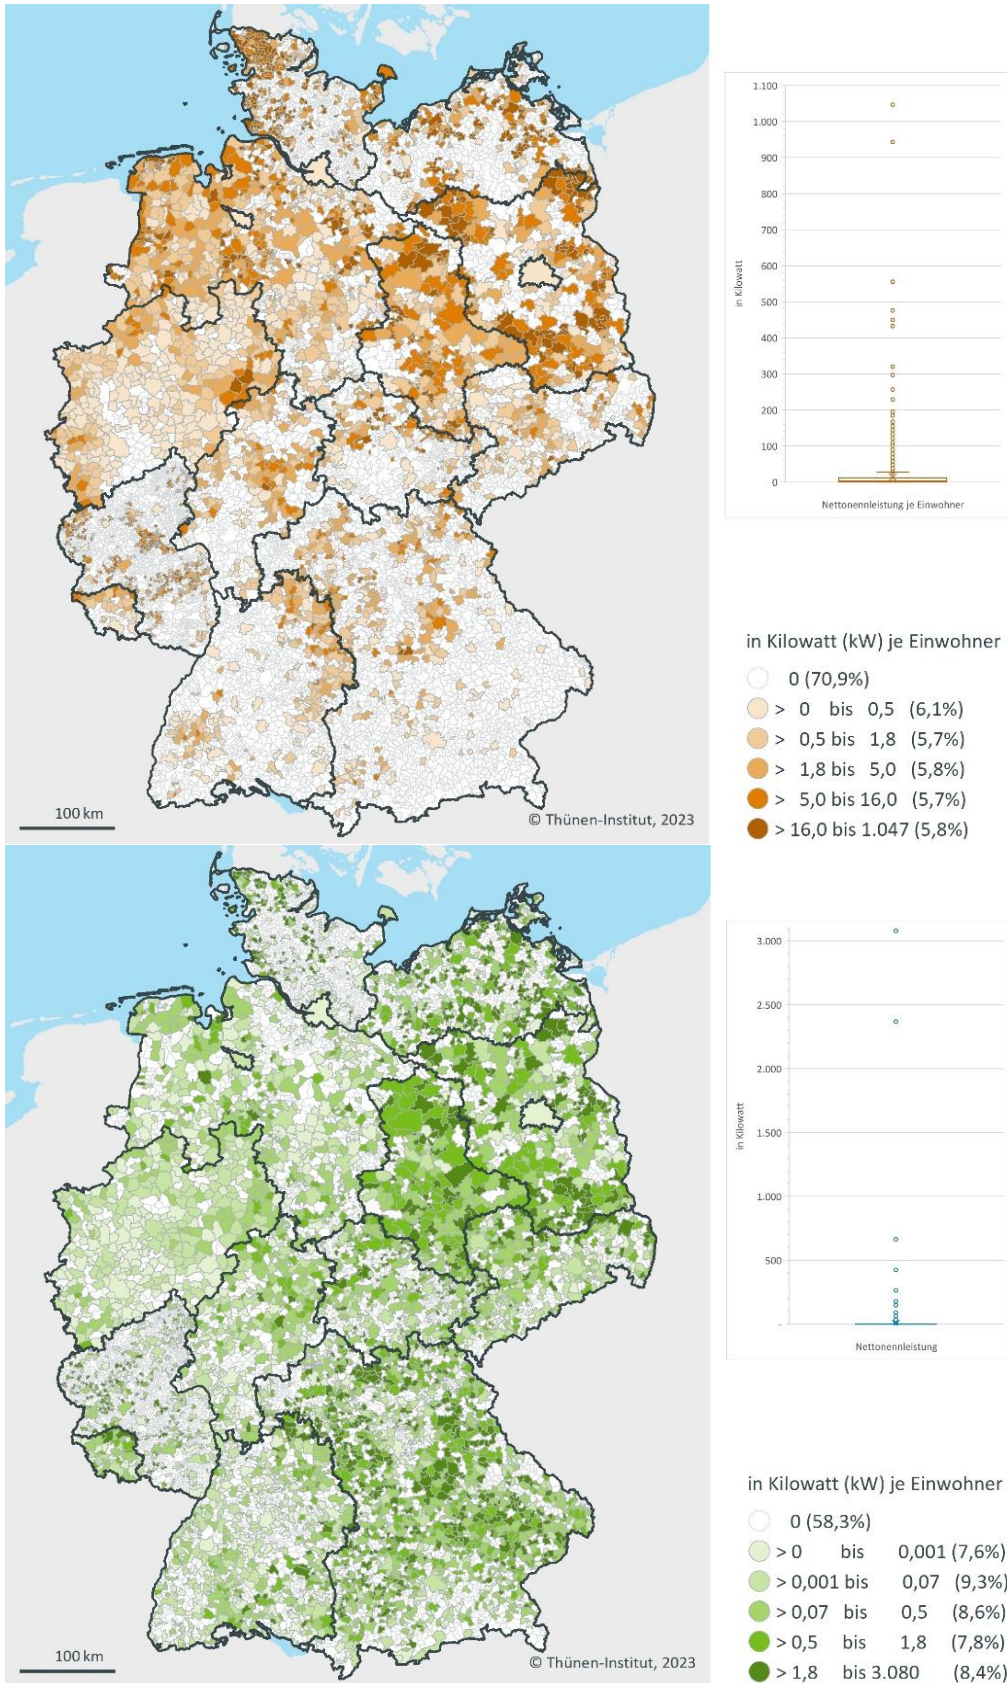 1.100
1.000
900
800
700
600
500
400
300
200
100
0
in Kilowatt
Nettonennleistung je Einwohner
in Kilowatt (kW) je Einwohner
0 (70,9%)
> 0 bis 0,5 (6,1%)
> 0,5 bis 1,8 (5,7%)
> 1,8 bis 5,0 (5,8%)
> 5,0 bis 16,0 (5,7%)
> 16,0 bis 1.047 (5,8%)
100 km
© Thünen-Institut, 2023
3.000
2.500
2.000
1.500
1.000
500
-
in Kilowatt
Nettonennleistung
in Kilowatt (kW) je Einwohner
0 (58,3%)
> 0 bis 0,001 (7,6%)
> 0,001 bis 0,07 (9,3%)
> 0,07 bis 0,5 (8,6%)
> 0,5 bis 1,8 (7,8%)
> 1,8 bis 3.080 (8,4%)
100 km
© Thünen-Institut, 2023